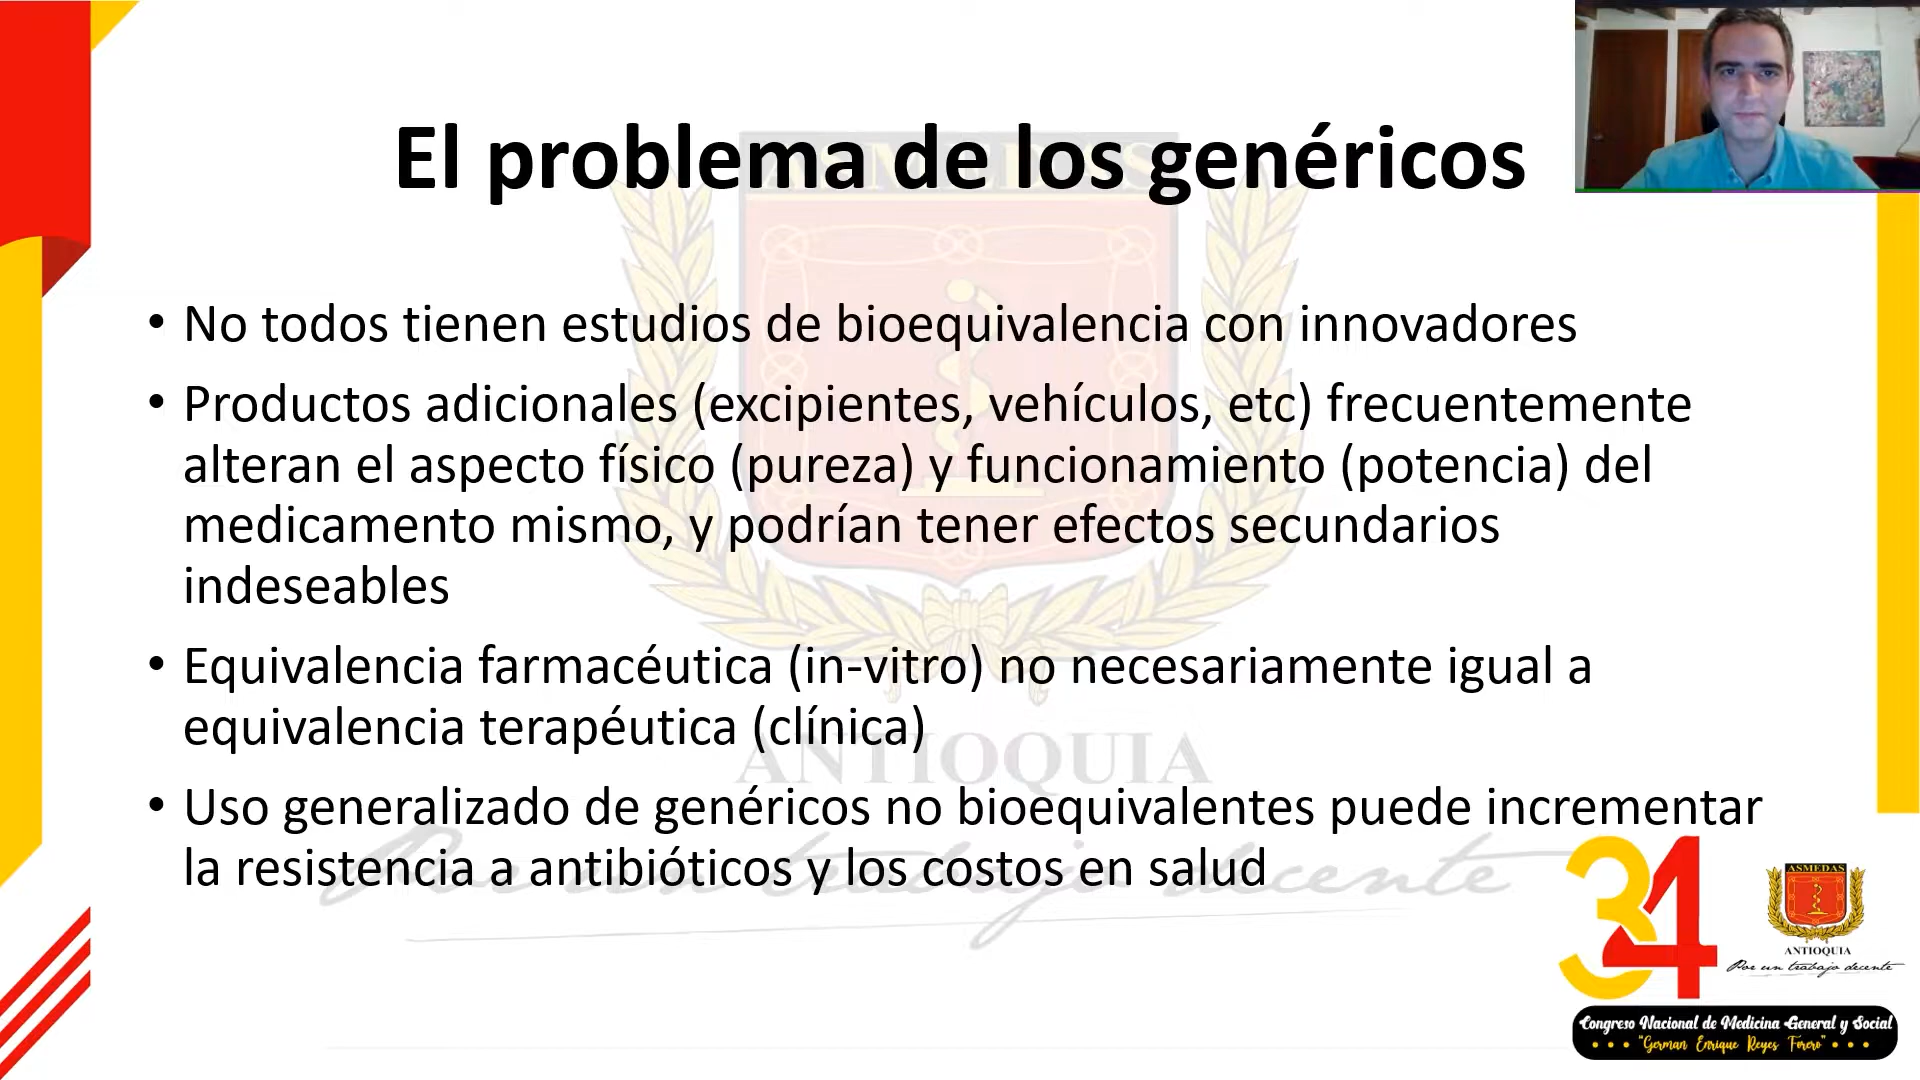 El problema de los genéricos
• No todos tienen estudios de bioequivalencia con innovadores
• Productos adicionales (excipientes, vehículos, etc) frecuentemente
alteran el aspecto físico (pureza) y funcionamiento (potencia) del
medicamento mismo, y podrían tener efectos secundarios
indeseables
• Equivalencia farmacéutica (in-vitro) no necesariamente igual a
equivalencia terapéutica (clínica)
ANTIOQUIA
• Uso generalizado de genéricos no bioequivalentes puede incrementar
la resistencia a antibióticos y los costos en salud
Por un trabajo decente
34
ASMEDAS
ANTIOQUIA
Por un trabajo decente
Congreso Nacional de Medicina General y Social
"German Enrique Reyes Forero"